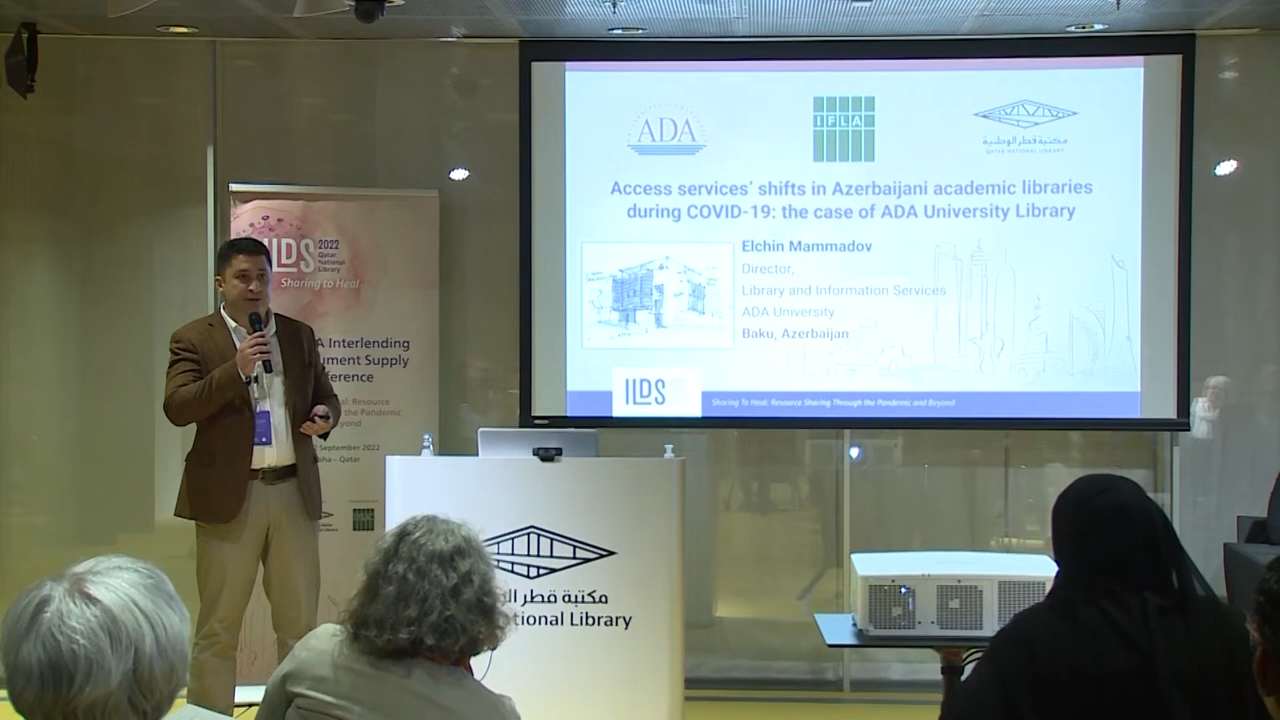 ADA
IFLA
مكتبة قطر الوطنية
QATAR NATIONAL LIBRARY
Access services' shifts in Azerbaijani academic libraries
during COVID-19: the case of ADA University Library
Elchin Mammadov
Director,
Library and Information Services
ADA University
Baku, Azerbaijan
ILDS
Sharing To Heal: Resource Sharing Through the Pandemic and Beyond
ILDS
2022
Qatar
National
Library
Sharing to Heal
A Interlending
ument Supply
ference
al: Resource
the Pandemic
eyond
September 2022
oha – Qatar
مكتبة قطر الو
tional Library